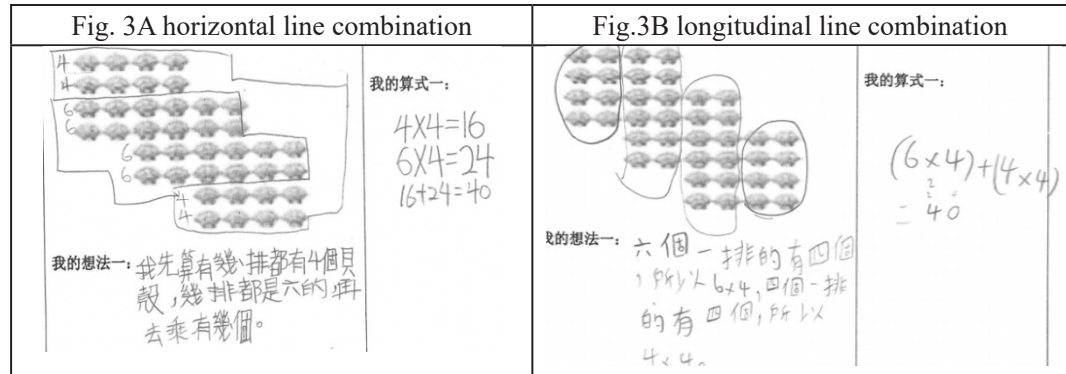 Fig. 3A horizontal line combination
4
4
6
6
6
6
4
4
我的算式一：
4×4=16
6×4=24
16+24=40
我的想法一：我先算有幾排都有4個貝
殼，幾排都是六的，再
去乘有幾個。
Fig.3B longitudinal line combination
我的算式一：
(6×4)+(4×4)
= 40
我的想法一：六個一排的有四個
，所以6×4，四個一排
的有四個，所以
4×4。